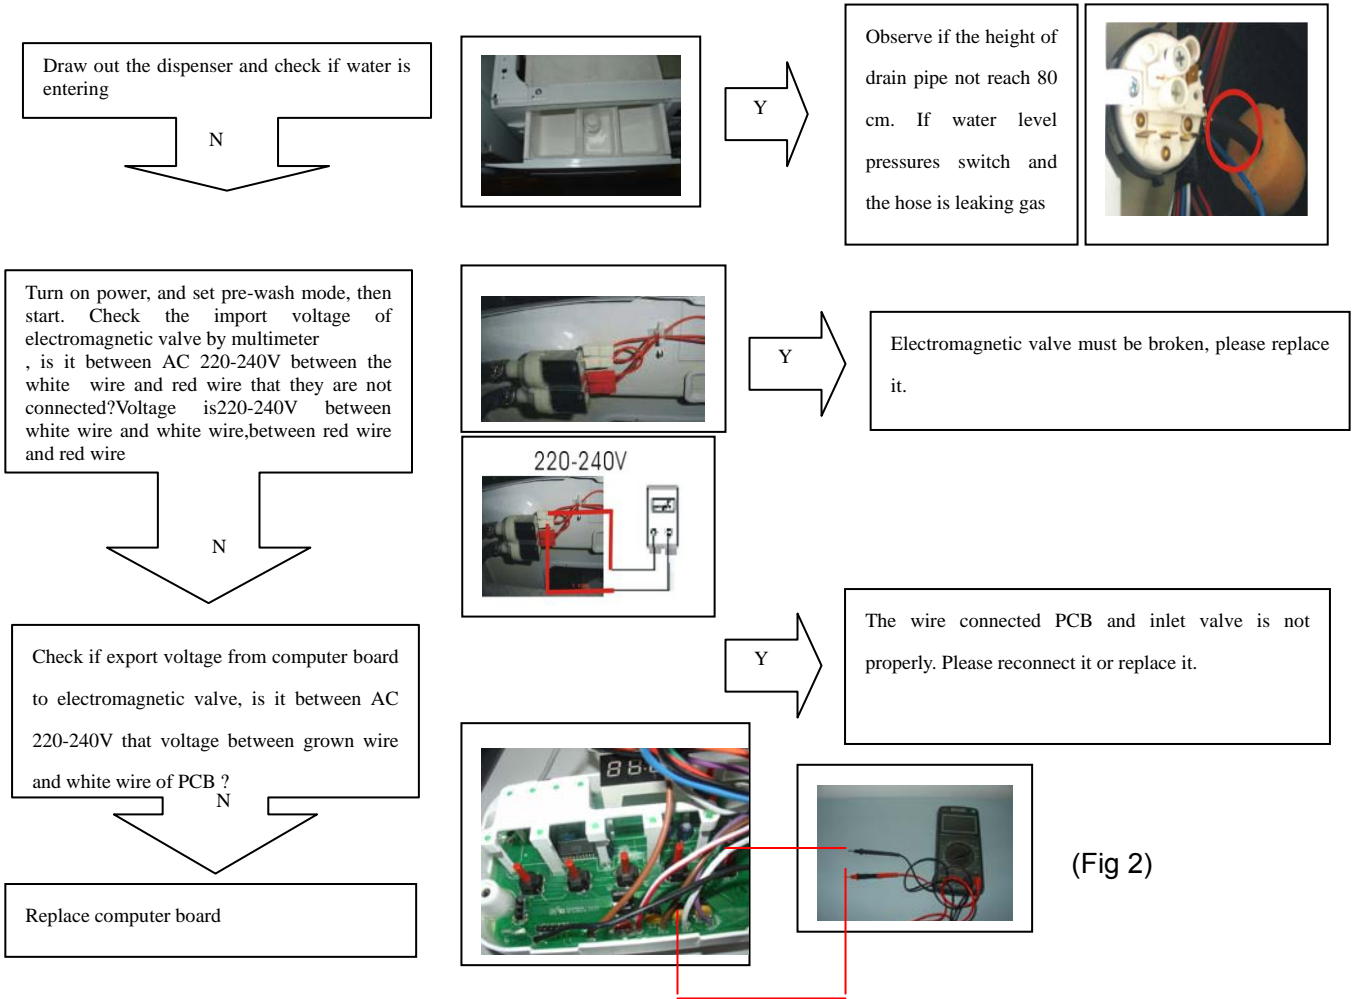 Draw out the dispenser and check if water is
entering
N
Y
Observe if the height of
drain pipe not reach 80
cm. If water level
pressures switch and
the hose is leaking gas
Turn on power, and set pre-wash mode, then
start. Check the import voltage of
electromagnetic valve by multimeter
, is it between AC 220-240V between the
white wire and red wire that they are not
connected?Voltage is220-240V between
white wire and white wire,between red wire
and red wire
Y
Electromagnetic valve must be broken, please replace
it.
220-240V
N
Check if export voltage from computer board
to electromagnetic valve, is it between AC
220-240V that voltage between grown wire
and white wire of PCB ?
N
Y
The wire connected PCB and inlet valve is not
properly. Please reconnect it or replace it.
(Fig 2)
Replace computer board